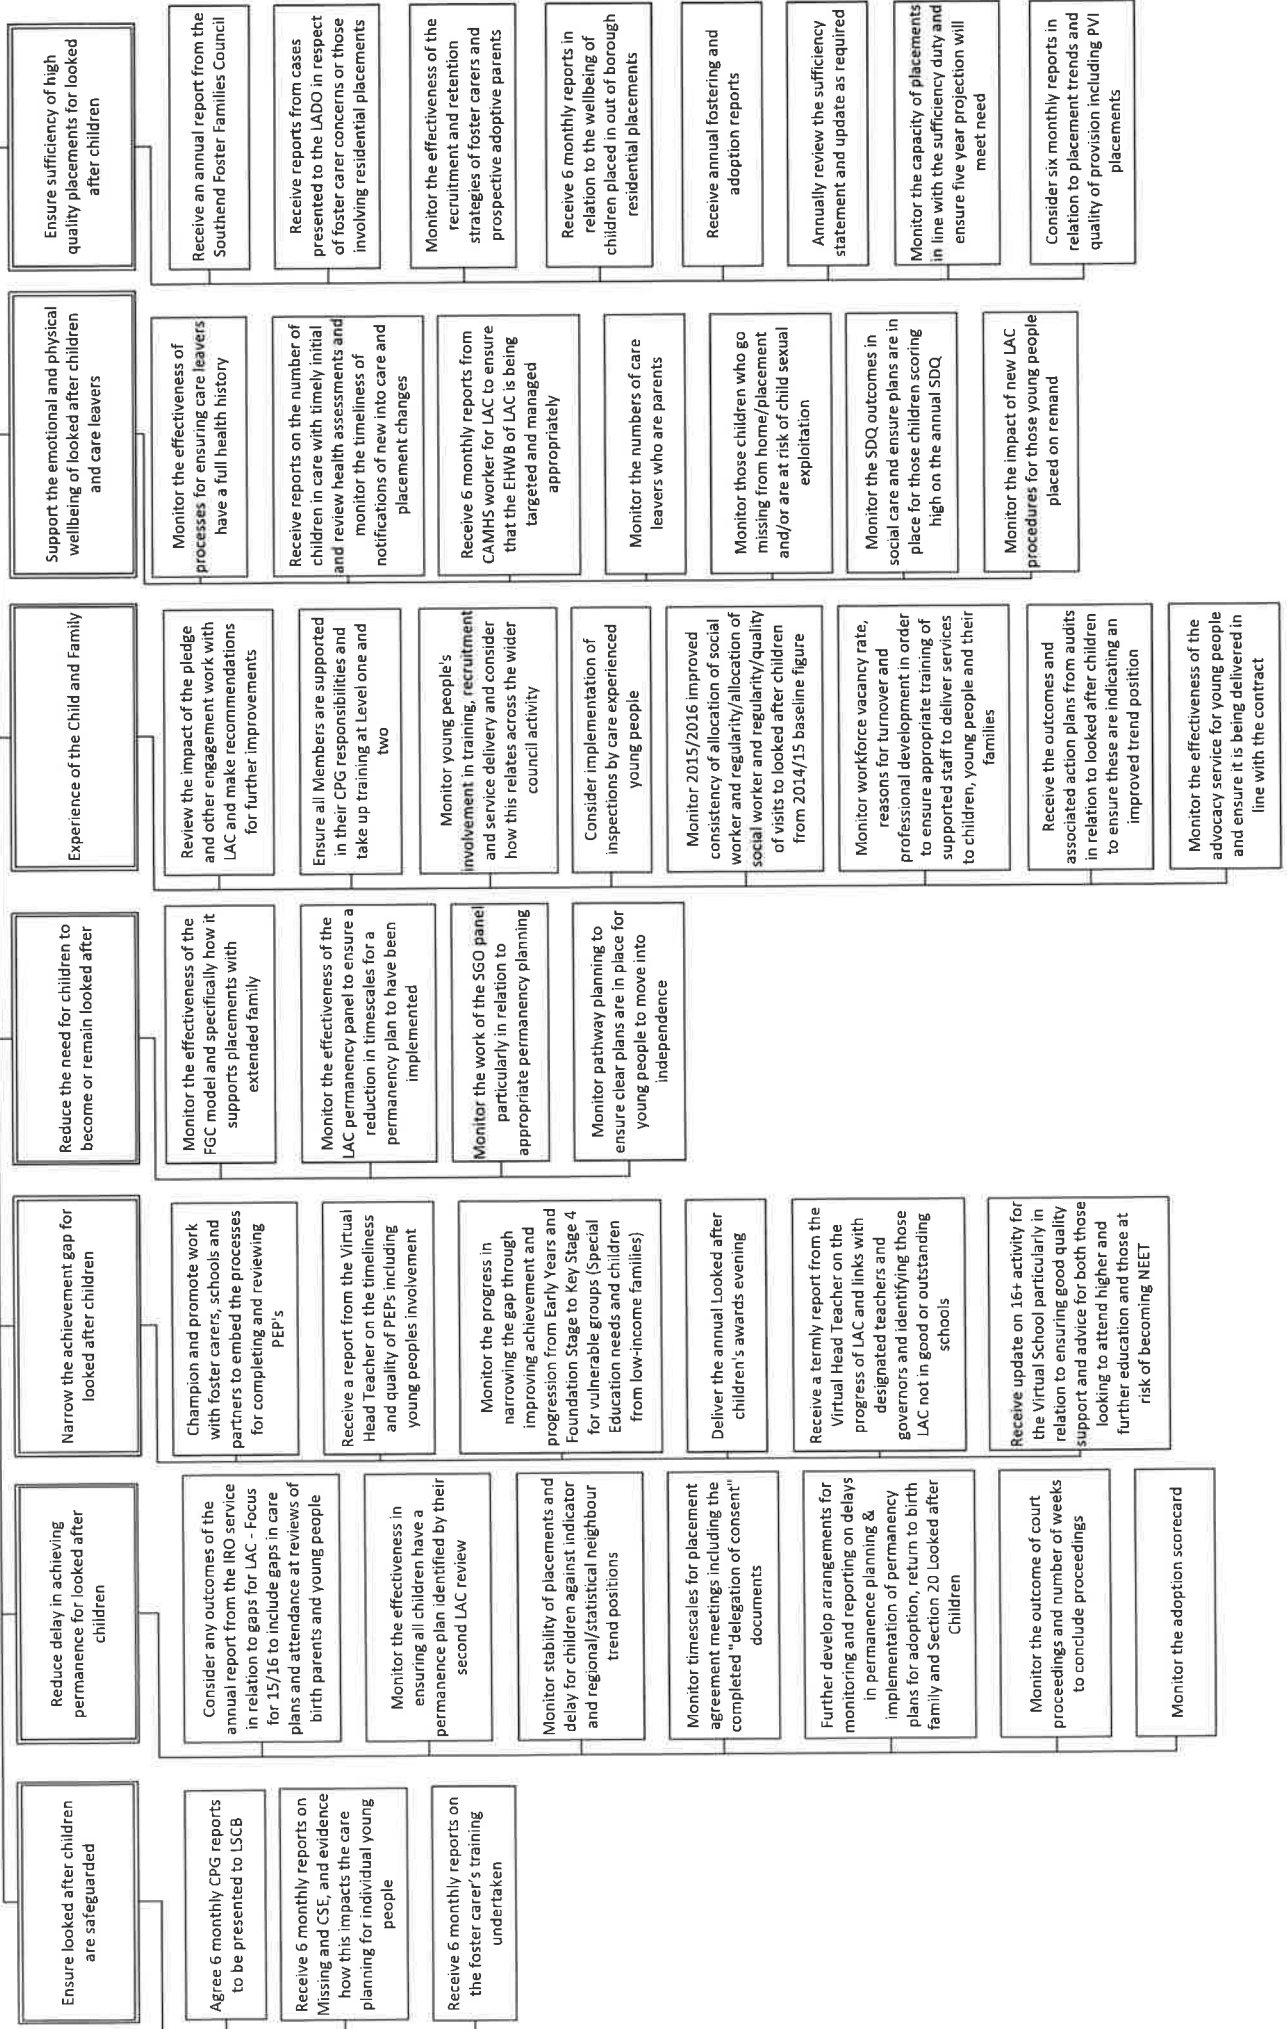 Ensure looked after children
are safeguarded
Agree 6 monthly CPG reports
to be presented to LSCB
Receive 6 monthly reports on
Missing and CSE, and evidence
how this impacts the care
planning for individual young
people
Receive 6 monthly reports on
the foster carer's training
undertaken
Reduce delay in achieving
permanence for looked after
children
Consider any outcomes of the
annual report from the IRO service
in relation to gaps for LAC - Focus
for 15/16 to include gaps in care
plans and attendance at reviews of
birth parents and young people
Monitor the effectiveness in
ensuring all children have a
permanence plan identified by their
second LAC review
Monitor stability of placements and
delay for children against indicator
and regional/statistical neighbour
trend positions
Monitor timescales for placement
agreement meetings including the
completed "delegation of consent"
documents
Further develop arrangements for
monitoring and reporting on delays
in permanence planning &
implementation of permanency
plans for adoption, return to birth
family and Section 20 Looked after
Children
Monitor the outcome of court
proceedings and number of weeks
to conclude proceedings
Monitor the adoption scorecard
Narrow the achievement gap for
looked after children
Champion and promote work
with foster carers, schools and
partners to embed the processes
for completing and reviewing
PEP's
Receive a report from the Virtual
Head Teacher on the timeliness
and quality of PEPs including
young peoples involvement
Monitor the progress in
narrowing the gap through
improving achievement and
progression from Early Years and
Foundation Stage to Key Stage 4
for vulnerable groups (Special
Education needs and children
from low-income families)
Deliver the annual Looked after
children's awards evening
Receive a termly report from the
Virtual Head Teacher on the
progress of LAC and links with
designated teachers and
governors and identifying those
LAC not in good or outstanding
schools
Receive update on 16+ activity for
the Virtual School particularly in
relation to ensuring good quality
support and advice for both those
looking to attend higher and
further education and those at
risk of becoming NEET
Reduce the need for children to
become or remain looked after
Monitor the effectiveness of the
FGC model and specifically how it
supports placements with
extended family
Monitor the effectiveness of the
LAC permanency panel to ensure a
reduction in timescales for a
permanency plan to have been
implemented
Monitor the work of the SGO panel
particularly in relation to
appropriate permanency planning
Monitor pathway planning to
ensure clear plans are in place for
young people to move into
independence
Experience of the Child and Family
Review the impact of the pledge
and other engagement work with
LAC and make recommendations
for further improvements
Ensure all Members are supported
in their CPG responsibilities and
take up training at Level one and
two
Monitor young people's
involvement in training, recruitment
and service delivery and consider
how this relates across the wider
council activity
Consider implementation of
inspections by care experienced
young people
Monitor 2015/2016 improved
consistency of allocation of social
worker and regularity/allocation of
social worker and regularity/quality
of visits to looked after children
from 2014/15 baseline figure
Monitor workforce vacancy rate,
reasons for turnover and
professional development in order
to ensure appropriate training of
supported staff to deliver services
to children, young people and their
families
Receive the outcomes and
associated action plans from audits
in relation to looked after children
to ensure these are indicating an
improved trend position
Monitor the effectiveness of the
advocacy service for young people
and ensure it is being delivered in
line with the contract
Support the emotional and physical
wellbeing of looked after children
and care leavers
Monitor the effectiveness of
processes for ensuring care leavers
have a full health history
Receive reports on the number of
children in care with timely initial
and review health assessments and
monitor the timeliness of
notifications of new into care and
placement changes
Receive 6 monthly reports from
CAMHS worker for LAC to ensure
that the EHWB of LAC is being
targeted and managed
appropriately
Monitor the numbers of care
leavers who are parents
Monitor those children who go
missing from home/placement
and/or are at risk of child sexual
exploitation
Monitor the SDQ outcomes in
social care and ensure plans are in
place for those children scoring
high on the annual SDQ
Monitor the impact of new LAC
procedures for those young people
placed on remand
Ensure sufficiency of high
quality placements for looked
after children
Receive an annual report from the
Southend Foster Families Council
Receive reports from cases
presented to the LADO in respect
of foster carer concerns or those
involving residential placements
Monitor the effectiveness of the
recruitment and retention
strategies of foster carers and
prospective adoptive parents
Receive 6 monthly reports in
relation to the wellbeing of
children placed in out of borough
residential placements
Receive annual fostering and
adoption reports
Annually review the sufficiency
statement and update as required
Monitor the capacity of placements
in line with the sufficiency duty and
ensure five year projection will
meet need
Consider six monthly reports in
relation to placement trends and
quality of provision including PVI
placements